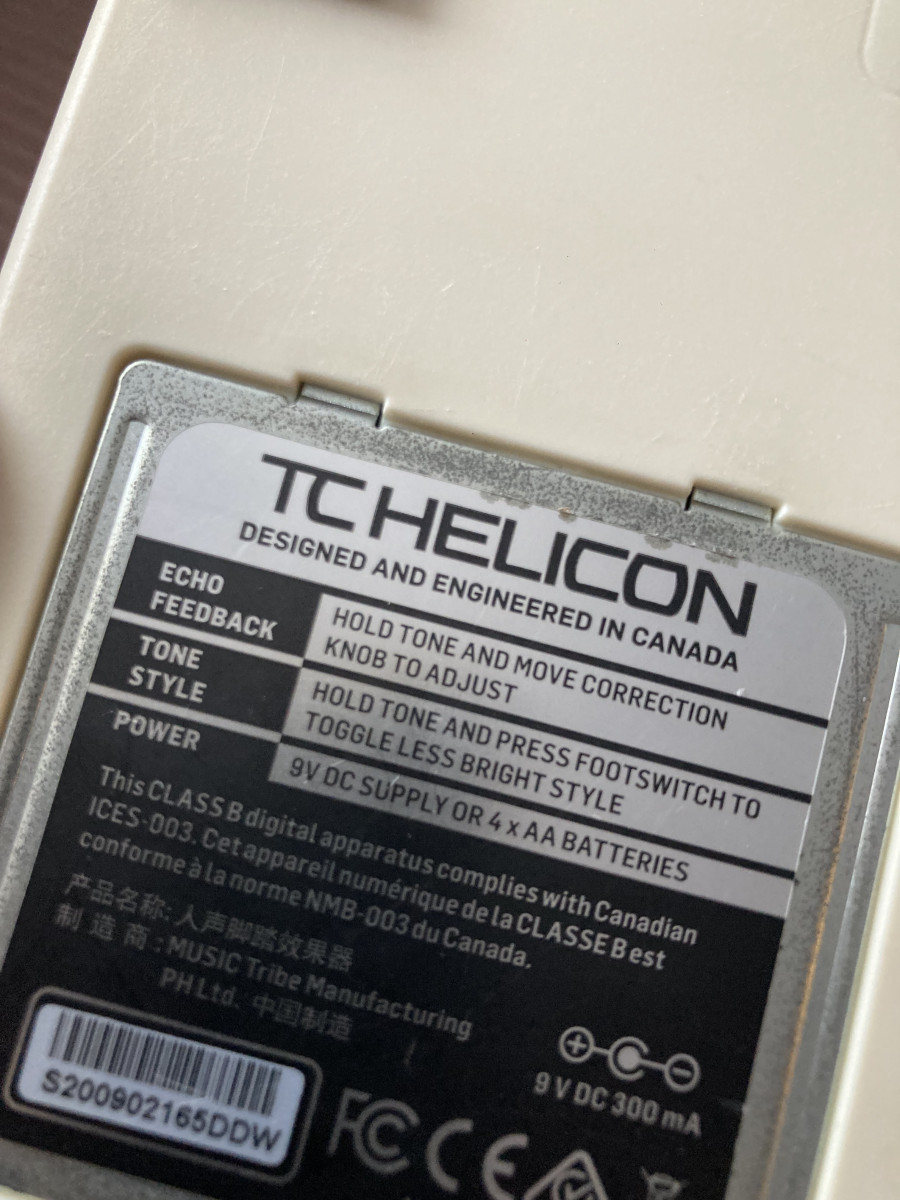 TC HELICON
DESIGNED AND ENGINEERED IN CANADA
ECHO
FEEDBACK
HOLD TONE AND MOVE CORRECTION
KNOB TO ADJUST
TONE
STYLE
HOLD TONE AND PRESS FOOTSWITCH TO
TOGGLE LESS BRIGHT STYLE
POWER
9V DC SUPPLY OR 4 x AA BATTERIES
This CLASS B digital apparatus complies with Canadian
ICES-003. Cet appareil numérique de la CLASSE B est
conforme à la norme NMB-003 du Canada.
产品名称: 人声脚踏效果器
制 造 商 : MUSIC Tribe Manufacturing
PH Ltd. 中国制造
9 V DC 300 mA
S200902165DDW
FC CE